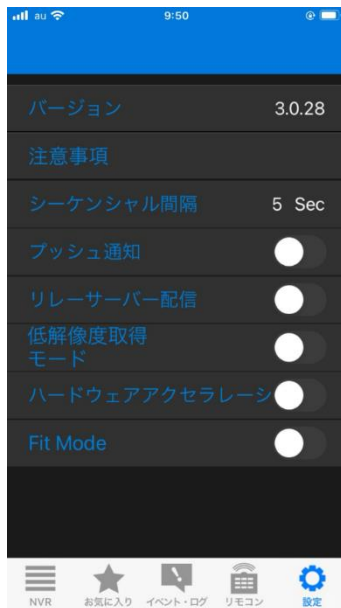 au 9:50
バージョン 3.0.28
注意事項
シーケンシャル間隔 5 Sec
プッシュ通知
リレーサーバー配信
低解像度取得
モード
ハードウェアアクセラレーシ
Fit Mode
NVR お気に入り イベント・ログ リモコン 設定